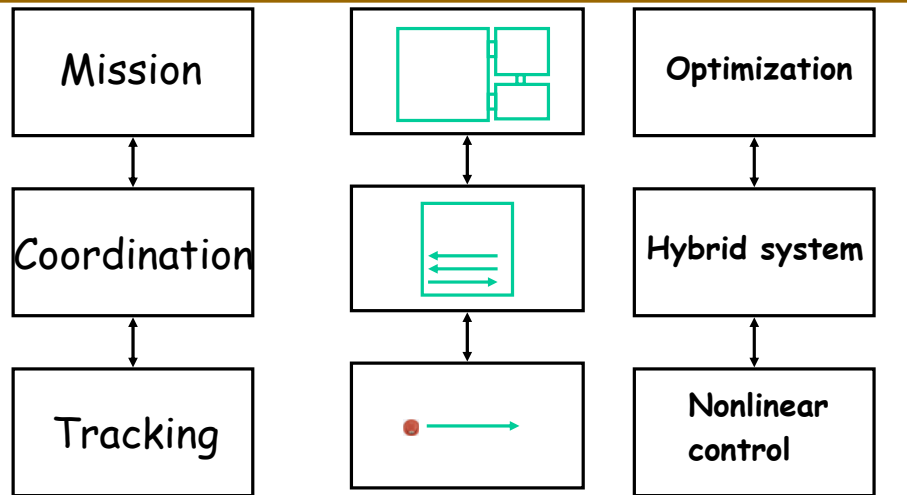 Mission
Optimization
Coordination
Hybrid system
Tracking
Nonlinear
control